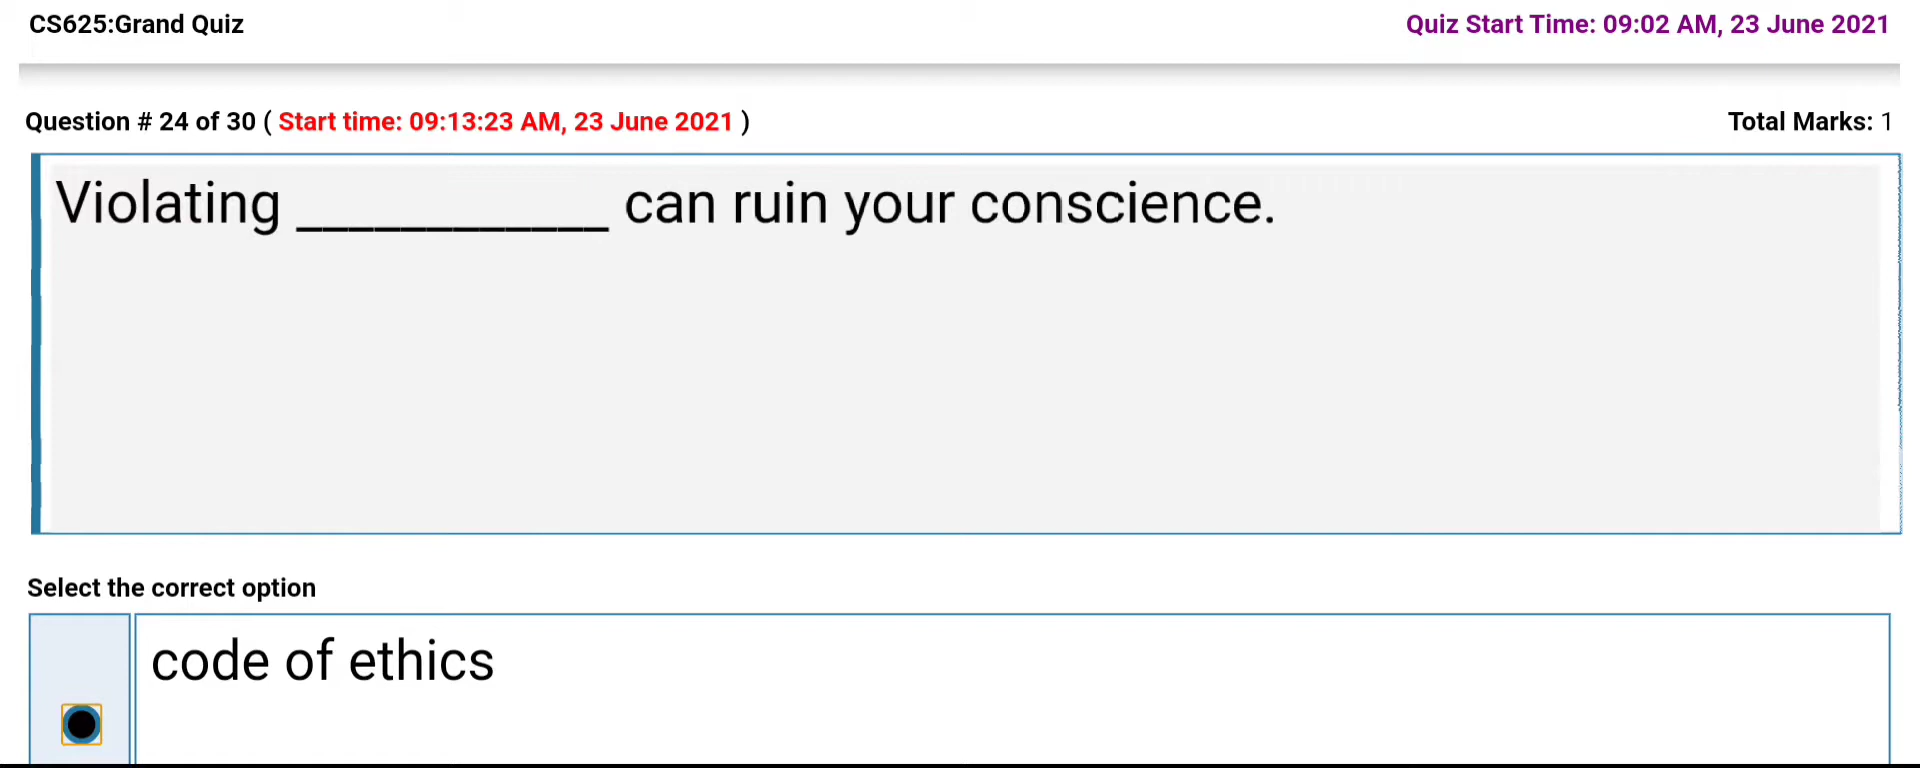 CS625:Grand Quiz
Quiz Start Time: 09:02 AM, 23 June 2021
Question # 24 of 30 ( Start time: 09:13:23 AM, 23 June 2021 )
Total Marks: 1
Violating ____________ can ruin your conscience.
Select the correct option
code of ethics